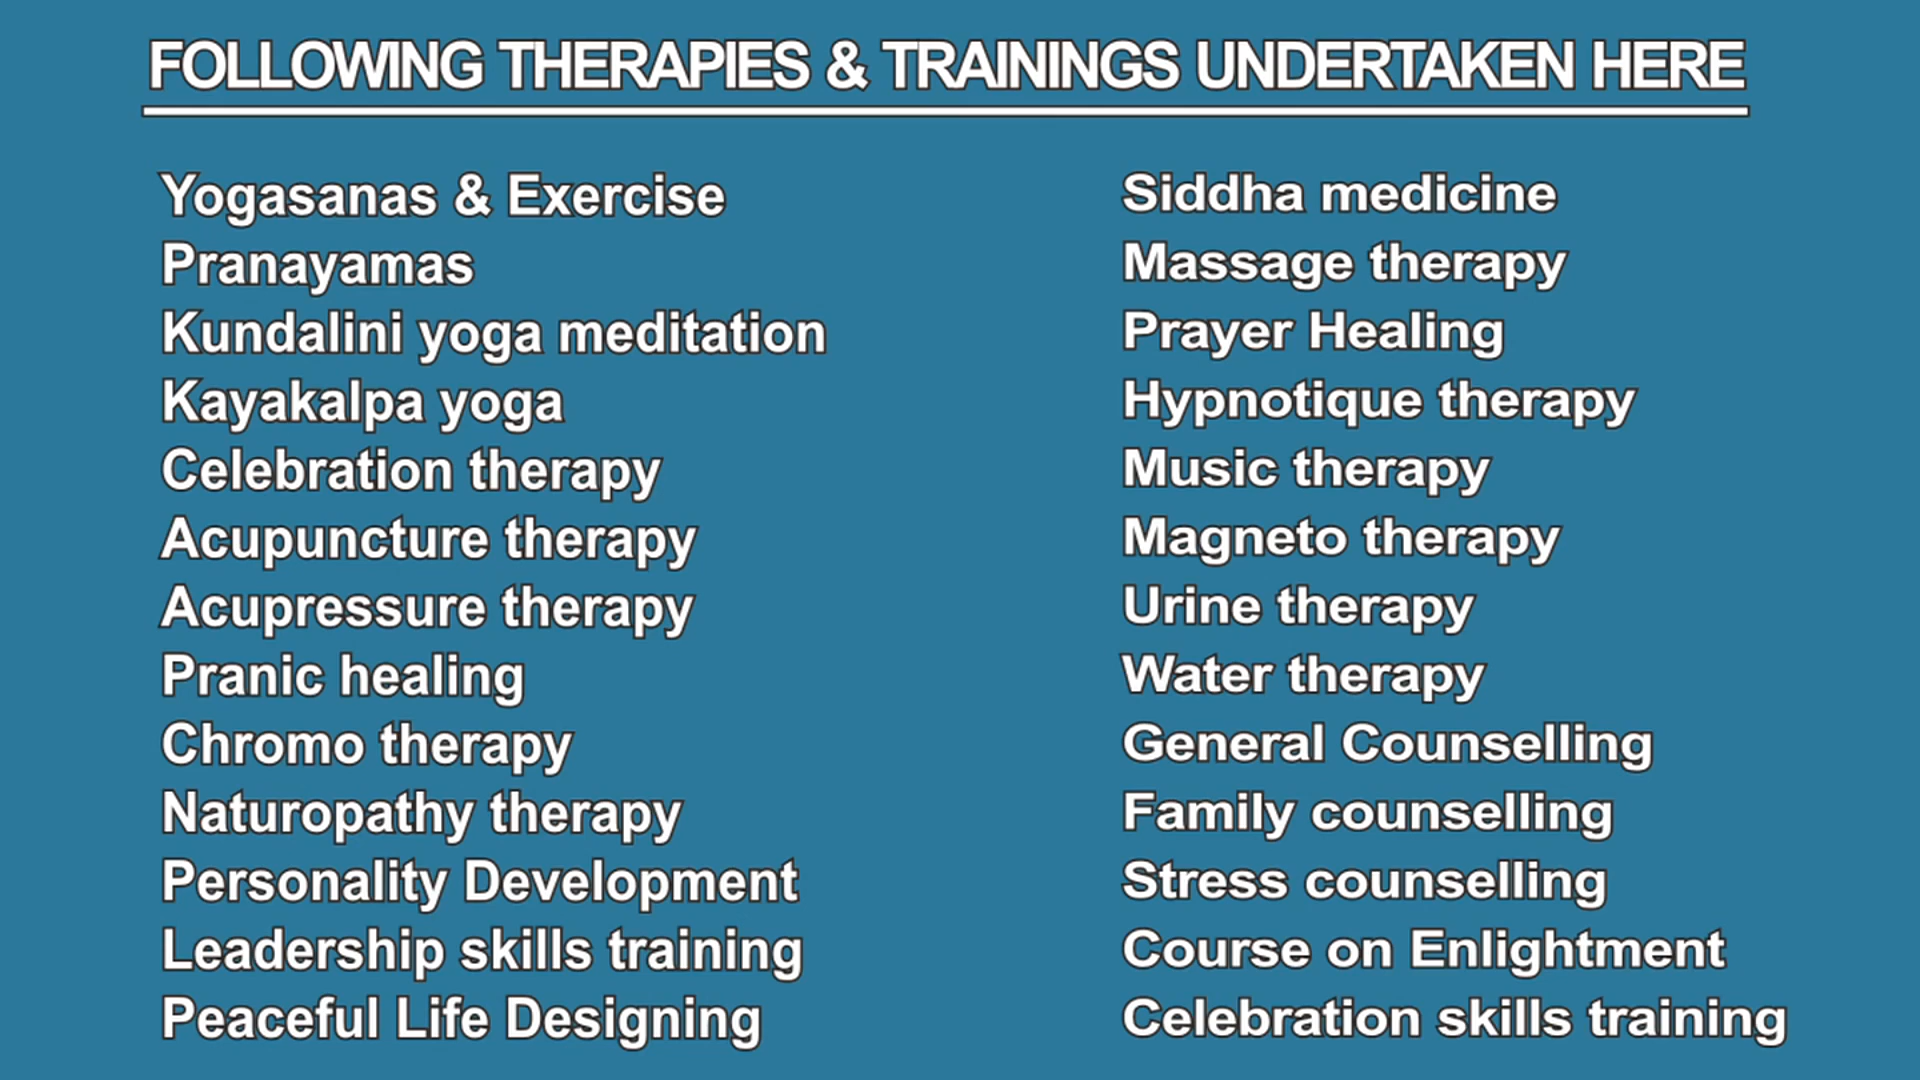 FOLLOWING THERAPIES & TRAININGS UNDERTAKEN HERE
Yogasanas & Exercise
Pranayamas
Kundalini yoga meditation
Kayakalpa yoga
Celebration therapy
Acupuncture therapy
Acupressure therapy
Pranic healing
Chromo therapy
Naturopathy therapy
Personality Development
Leadership skills training
Peaceful Life Designing
Siddha medicine
Massage therapy
Prayer Healing
Hypnotique therapy
Music therapy
Magneto therapy
Urine therapy
Water therapy
General Counselling
Family counselling
Stress counselling
Course on Enlightment
Celebration skills training